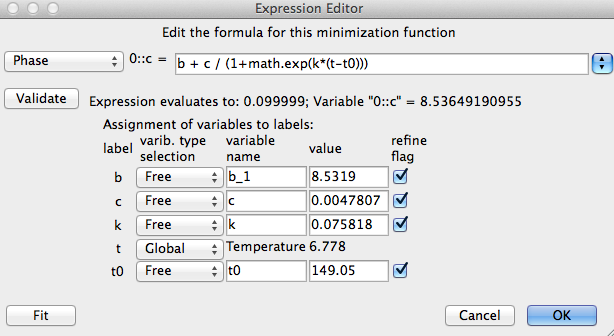 Expression Editor
Edit the formula for this minimization function
Phase 0::c = b + c / (1+math.exp(k*(t-t0)))
Validate Expression evaluates to: 0.099999; Variable "0::c" = 8.53649190955
Assignment of variables to labels:
label varib. type selection variable name value refine flag
b Free b_1 8.5319
c Free c 0.0047807
k Free k 0.075818
t Global Temperature 6.778
t0 Free t0 149.05
Fit Cancel OK